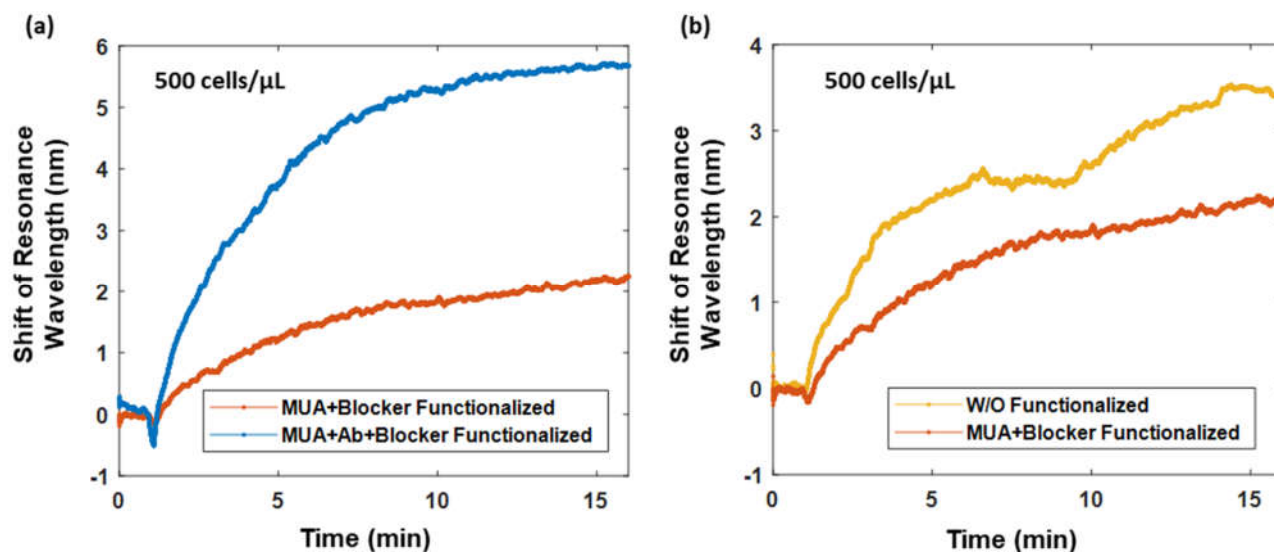 (a)
500 cells/μL
Shift of Resonance
Wavelength (nm)
6
5
4
3
2
1
0
-1
MUA+Blocker Functionalized
MUA+Ab+Blocker Functionalized
0
5
10
15
Time (min)
(b)
500 cells/μL
Shift of Resonance
Wavelength (nm)
4
3
2
1
0
-1
W/O Functionalized
MUA+Blocker Functionalized
0
5
10
15
Time (min)